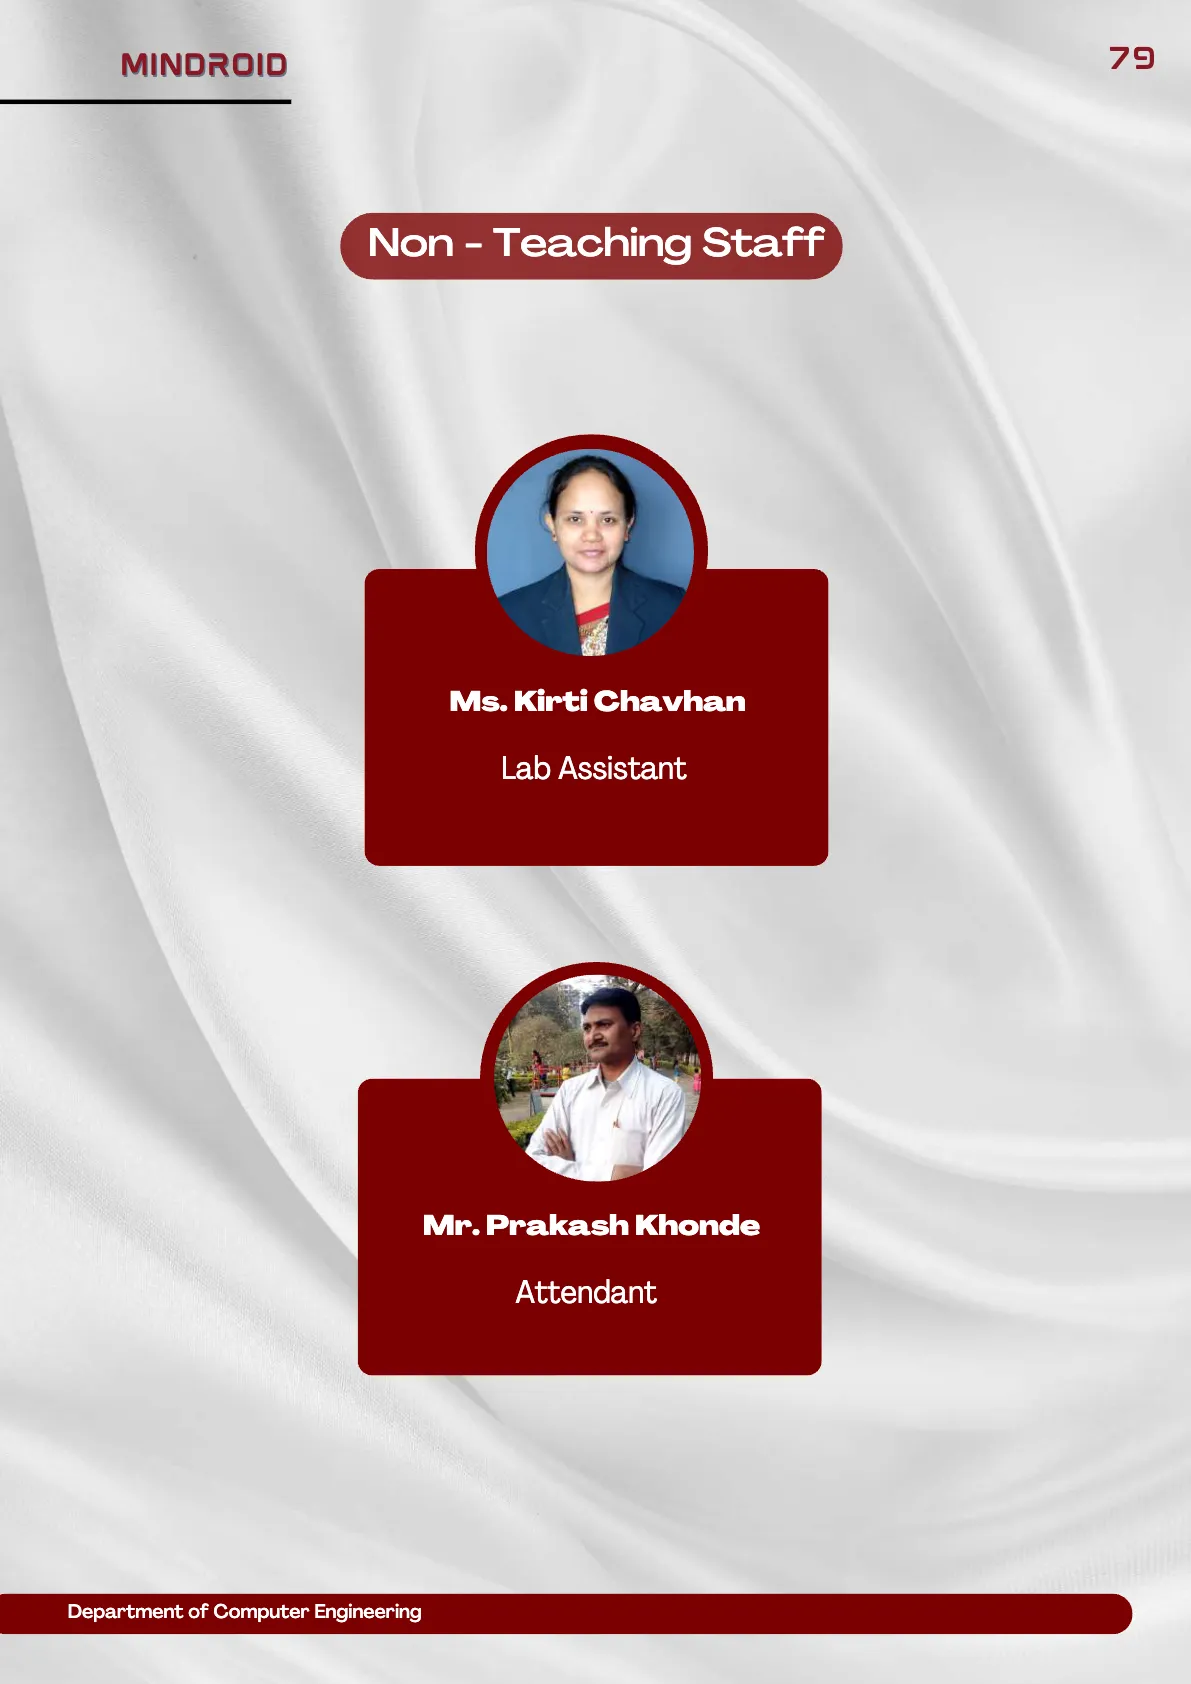 MINDROID
79
Non - Teaching Staff
Ms. Kirti Chavhan
Lab Assistant
Mr. Prakash Khonde
Attendant
Department of Computer Engineering